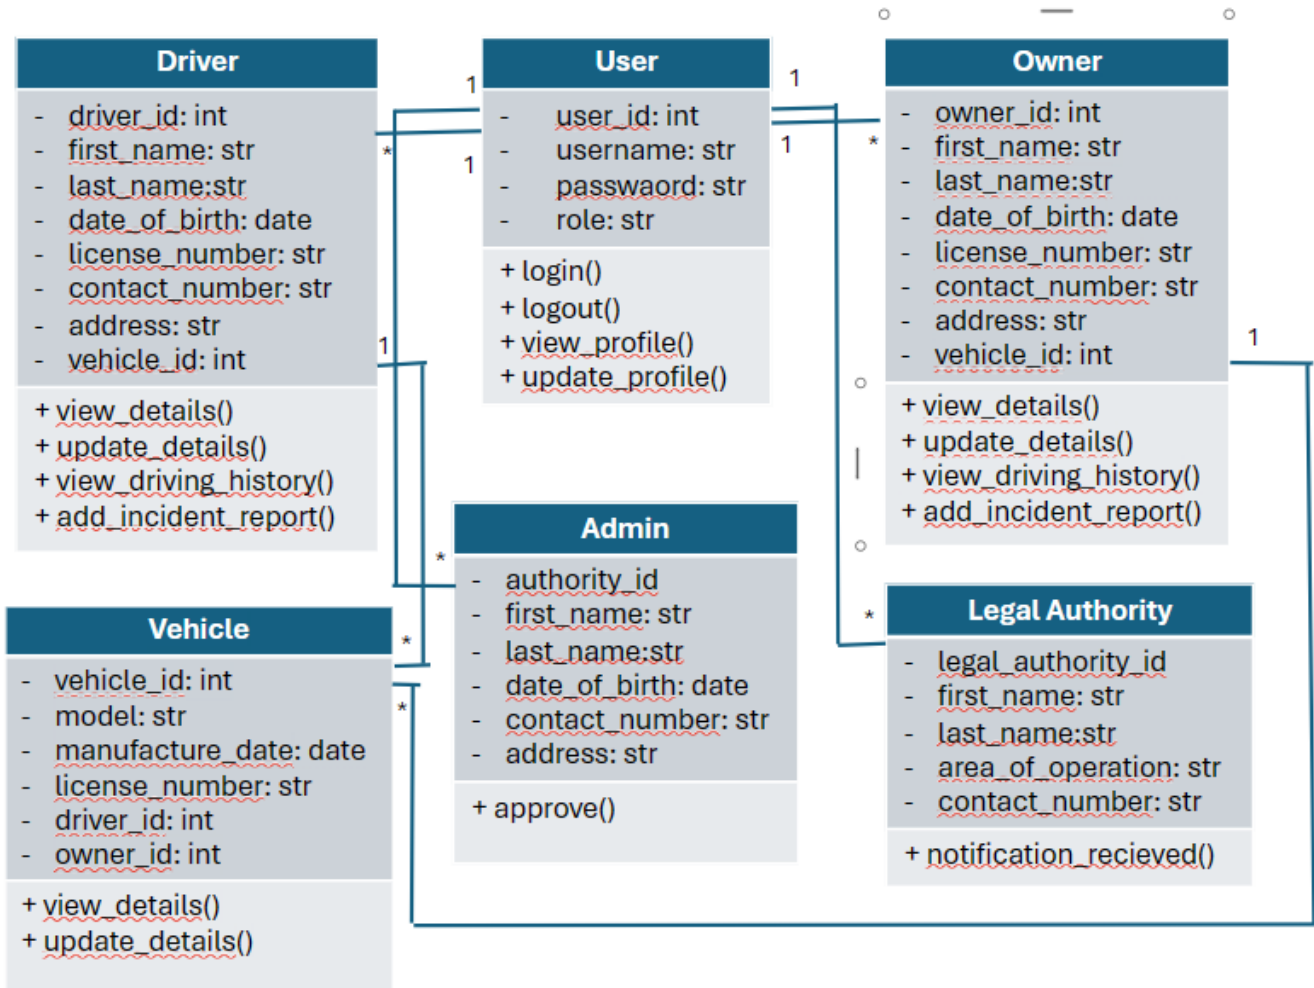 Driver
- driver_id: int
- first_name: str
- last_name:str
- date_of_birth: date
- license_number: str
- contact_number: str
- address: str
- vehicle_id: int
+ view_details()
+ update_details()
+ view_driving_history()
+ add_incident_report()
User
- user_id: int
- username: str
- passwaord: str
- role: str
+ login()
+ logout()
+ view_profile()
+ update_profile()
Owner
- owner_id: int
- first_name: str
- last_name:str
- date_of_birth: date
- license_number: str
- contact_number: str
- address: str
- vehicle_id: int
+ view_details()
+ update_details()
+ view_driving_history()
+ add_incident_report()
1
1
*
1
1
*
1
1
*
*
*
*
Vehicle
- vehicle_id: int
- model: str
- manufacture_date: date
- license_number: str
- driver_id: int
- owner_id: int
+ view_details()
+ update_details()
Admin
- authority_id
- first_name: str
- last_name:str
- date_of_birth: date
- contact_number: str
- address: str
+ approve()
Legal Authority
- legal_authority_id
- first_name: str
- last_name:str
- area_of_operation: str
- contact_number: str
+ notification_recieved()